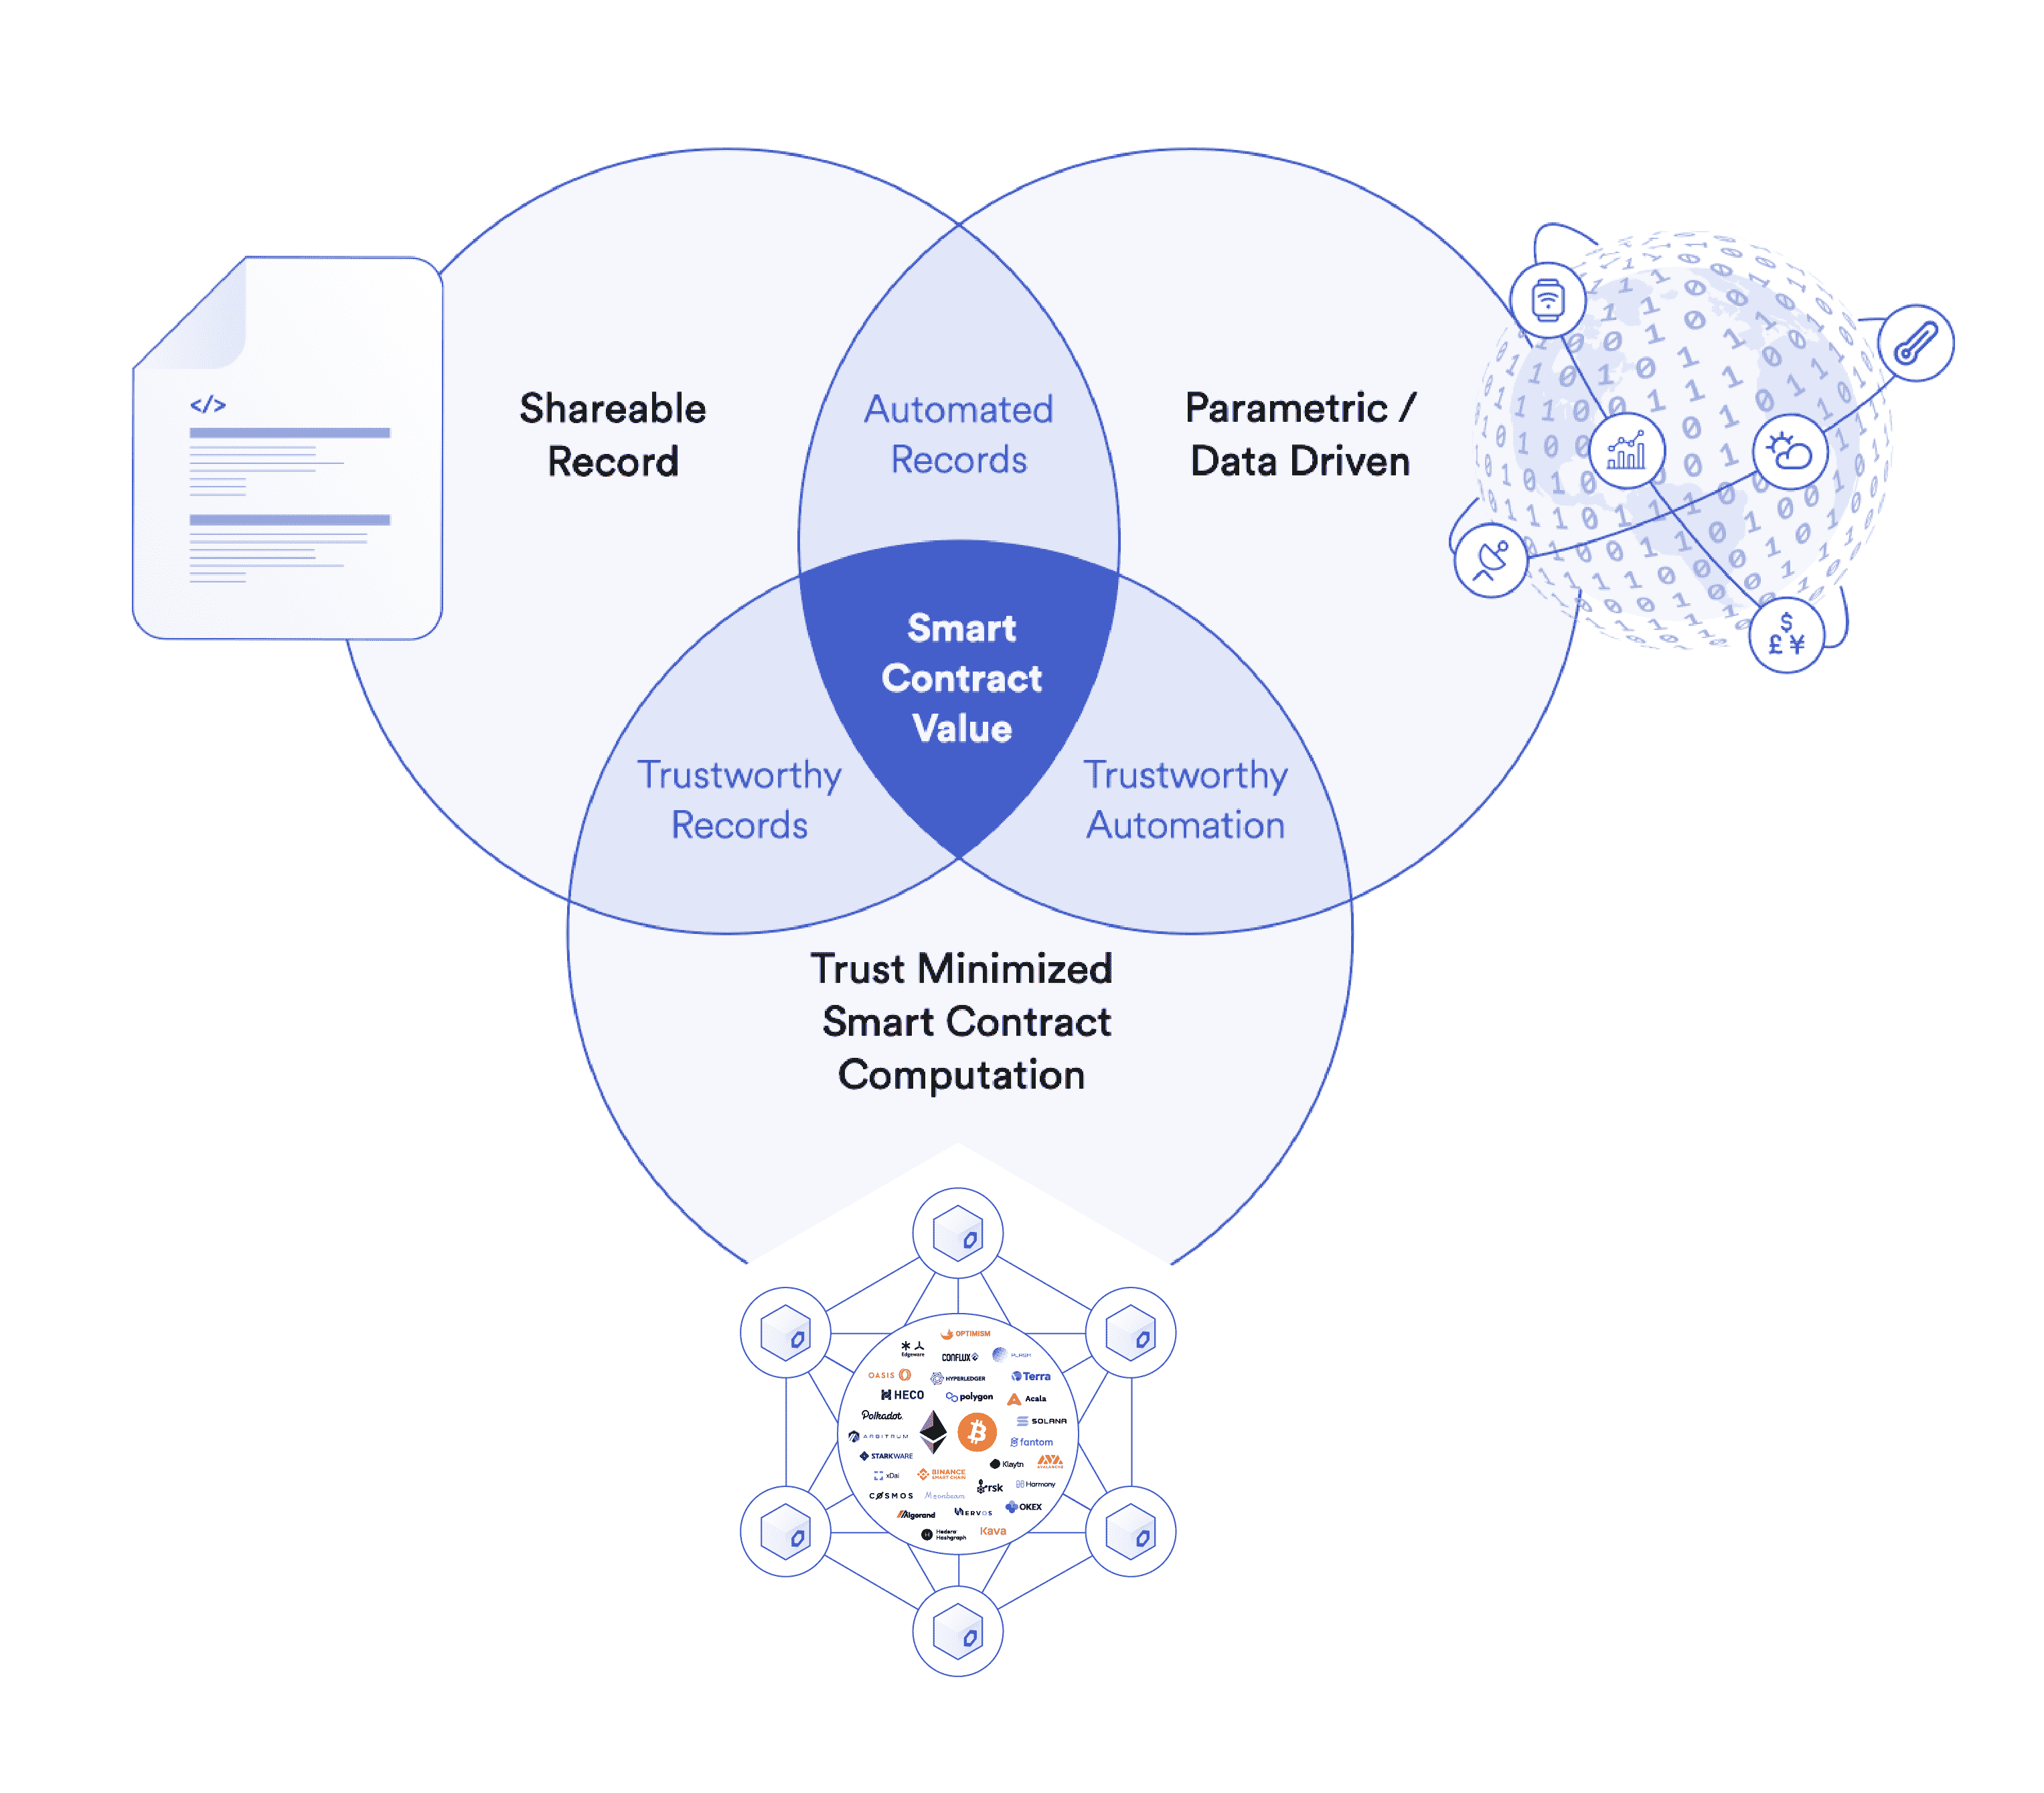 Shareable
Record
Automated
Records
Parametric /
Data Driven
</>
Smart
Contract
Value
Trustworthy
Records
Trustworthy
Automation
$
£ ¥
Trust Minimized
Smart Contract
Computation
OPTIMISM
Edgeware
CONFLUX
PLASM
OASIS
HYPERLEDGER
Terra
HECO
polygon
Acala
Polkadot.
SOLANA
ARBITRUM
fantom
STARKWARE
Klaytn
AVALANCHE
xDai
BINANCE
SMART CHAIN
rsk
Harmony
COSMOS
Moonbeam
OKEX
Algorand
NERVOS
Hedera
Hashgraph
Kava